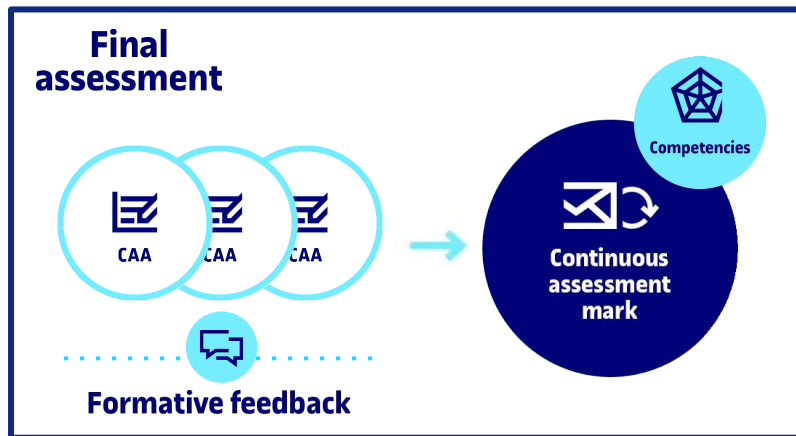 Final
assessment
Competencies
CAA
CAA
CAA
Continuous
assessment
mark
Formative feedback